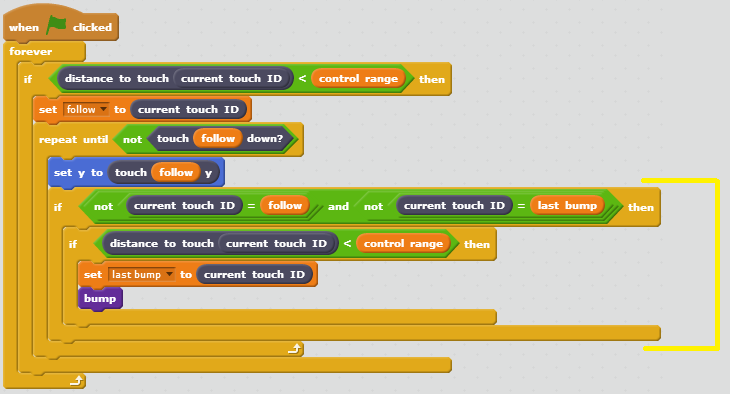 when clicked
forever
if distance to touch current touch ID < control range then
set follow to current touch ID
repeat until not touch follow down?
set y to touch follow y
if not current touch ID = follow and not current touch ID = last bump then
if distance to touch current touch ID < control range then
set last bump to current touch ID
bump